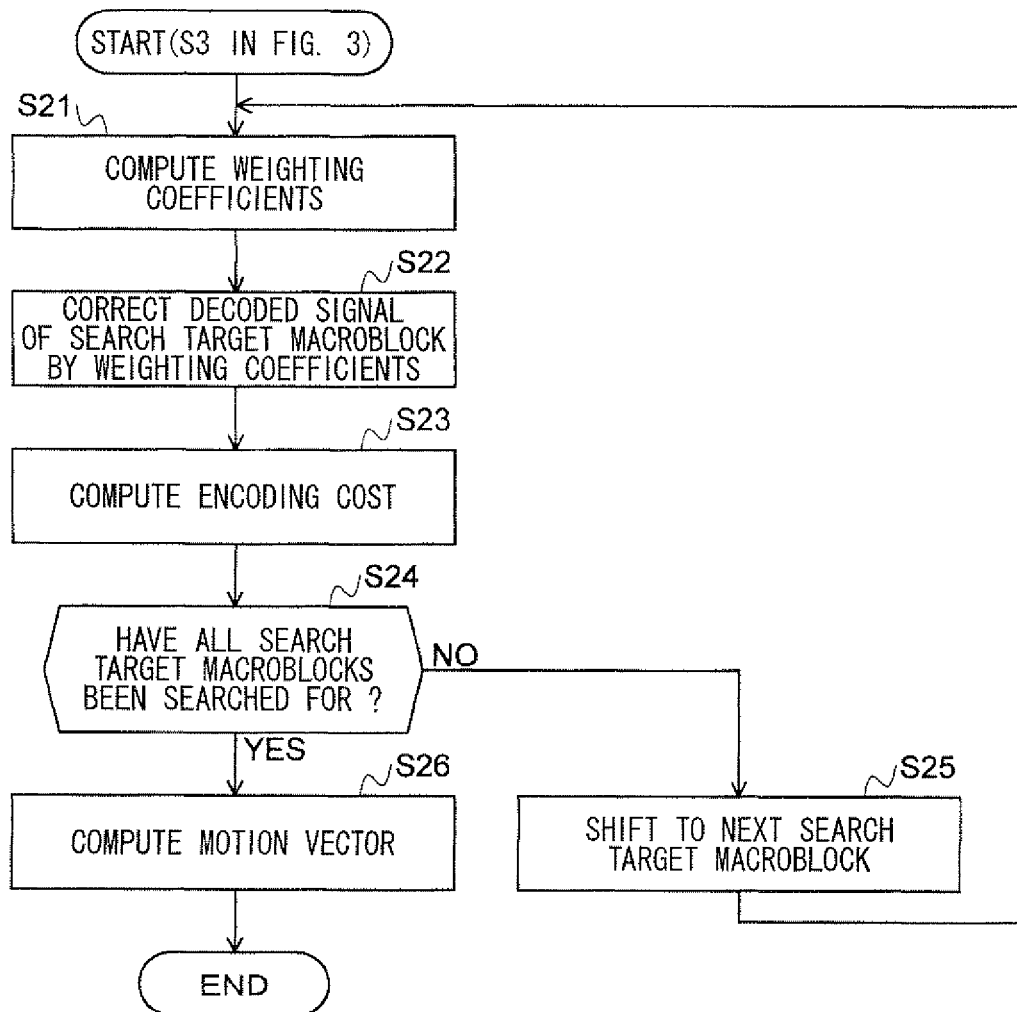 START(S3 IN FIG. 3)
S21
COMPUTE WEIGHTING
COEFFICIENTS
S22
CORRECT DECODED SIGNAL
OF SEARCH TARGET MACROBLOCK
BY WEIGHTING COEFFICIENTS
S23
COMPUTE ENCODING COST
S24
HAVE ALL SEARCH
TARGET MACROBLOCKS
BEEN SEARCHED FOR ?
NO
YES
S26
COMPUTE MOTION VECTOR
S25
SHIFT TO NEXT SEARCH
TARGET MACROBLOCK
END